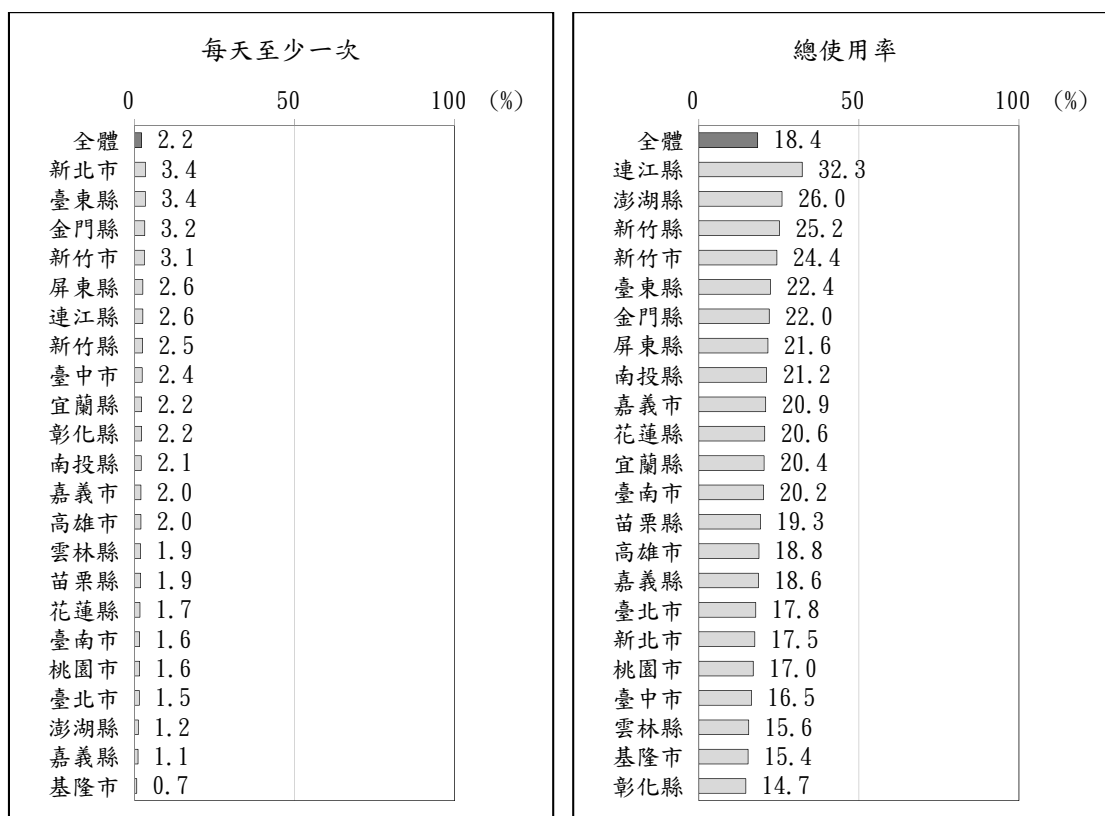 每天至少一次
0 50 100 (%)
全體 2.2
新北市 3.4
臺東縣 3.4
金門縣 3.2
新竹市 3.1
屏東縣 2.6
連江縣 2.6
新竹縣 2.5
臺中市 2.4
宜蘭縣 2.2
彰化縣 2.2
南投縣 2.1
嘉義市 2.0
高雄市 2.0
雲林縣 1.9
苗栗縣 1.9
花蓮縣 1.7
臺南市 1.6
桃園市 1.6
臺北市 1.5
澎湖縣 1.2
嘉義縣 1.1
基隆市 0.7
總使用率
0 50 100 (%)
全體 18.4
連江縣 32.3
澎湖縣 26.0
新竹縣 25.2
新竹市 24.4
臺東縣 22.4
金門縣 22.0
屏東縣 21.6
南投縣 21.2
嘉義市 20.9
花蓮縣 20.6
宜蘭縣 20.4
臺南市 20.2
苗栗縣 19.3
高雄市 18.8
嘉義縣 18.6
臺北市 17.8
新北市 17.5
桃園市 17.0
臺中市 16.5
雲林縣 15.6
基隆市 15.4
彰化縣 14.7